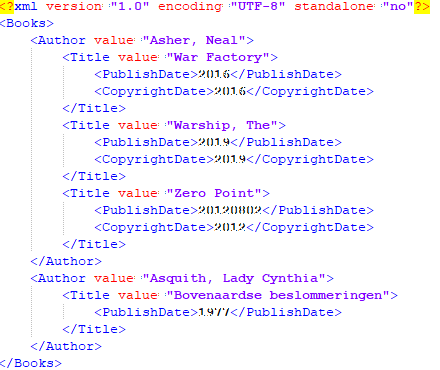 <?xml version="1.0" encoding="UTF-8" standalone="no"?>
<Books>
<Author value="Asher, Neal">
<Title value="War Factory">
<PublishDate>2016</PublishDate>
<CopyrightDate>2016</CopyrightDate>
</Title>
<Title value="Warship, The">
<PublishDate>2019</PublishDate>
<CopyrightDate>2019</CopyrightDate>
</Title>
<Title value="Zero Point">
<PublishDate>20120802</PublishDate>
<CopyrightDate>2012</CopyrightDate>
</Title>
</Author>
<Author value="Asquith, Lady Cynthia">
<Title value="Bovenaardse beslommeringen">
<PublishDate>1977</PublishDate>
</Title>
</Author>
</Books>